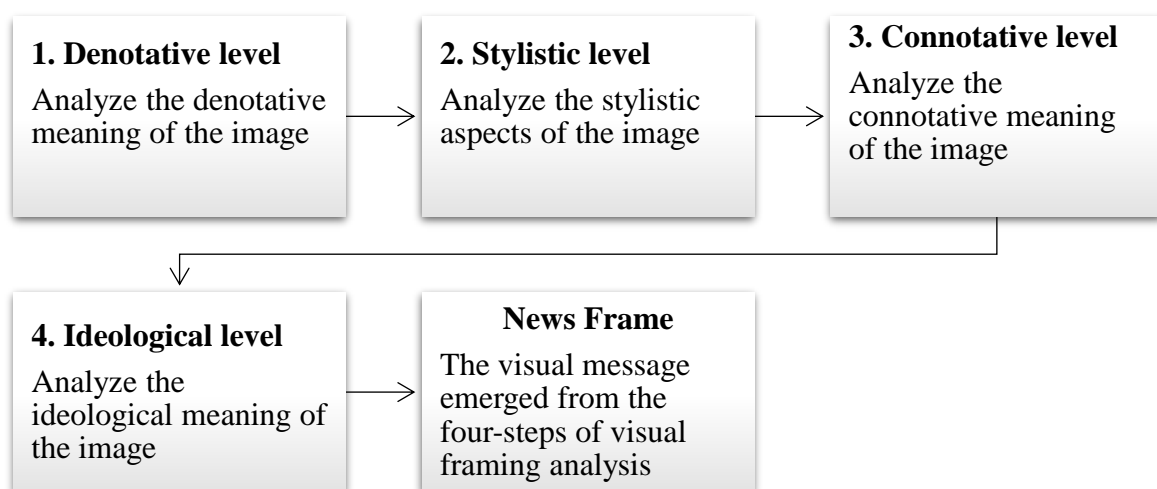 1. Denotative level
Analyze the denotative
meaning of the image
2. Stylistic level
Analyze the stylistic
aspects of the image
3. Connotative level
Analyze the
connotative meaning
of the image
4. Ideological level
Analyze the
ideological meaning of
the image
News Frame
The visual message
emerged from the
four-steps of visual
framing analysis